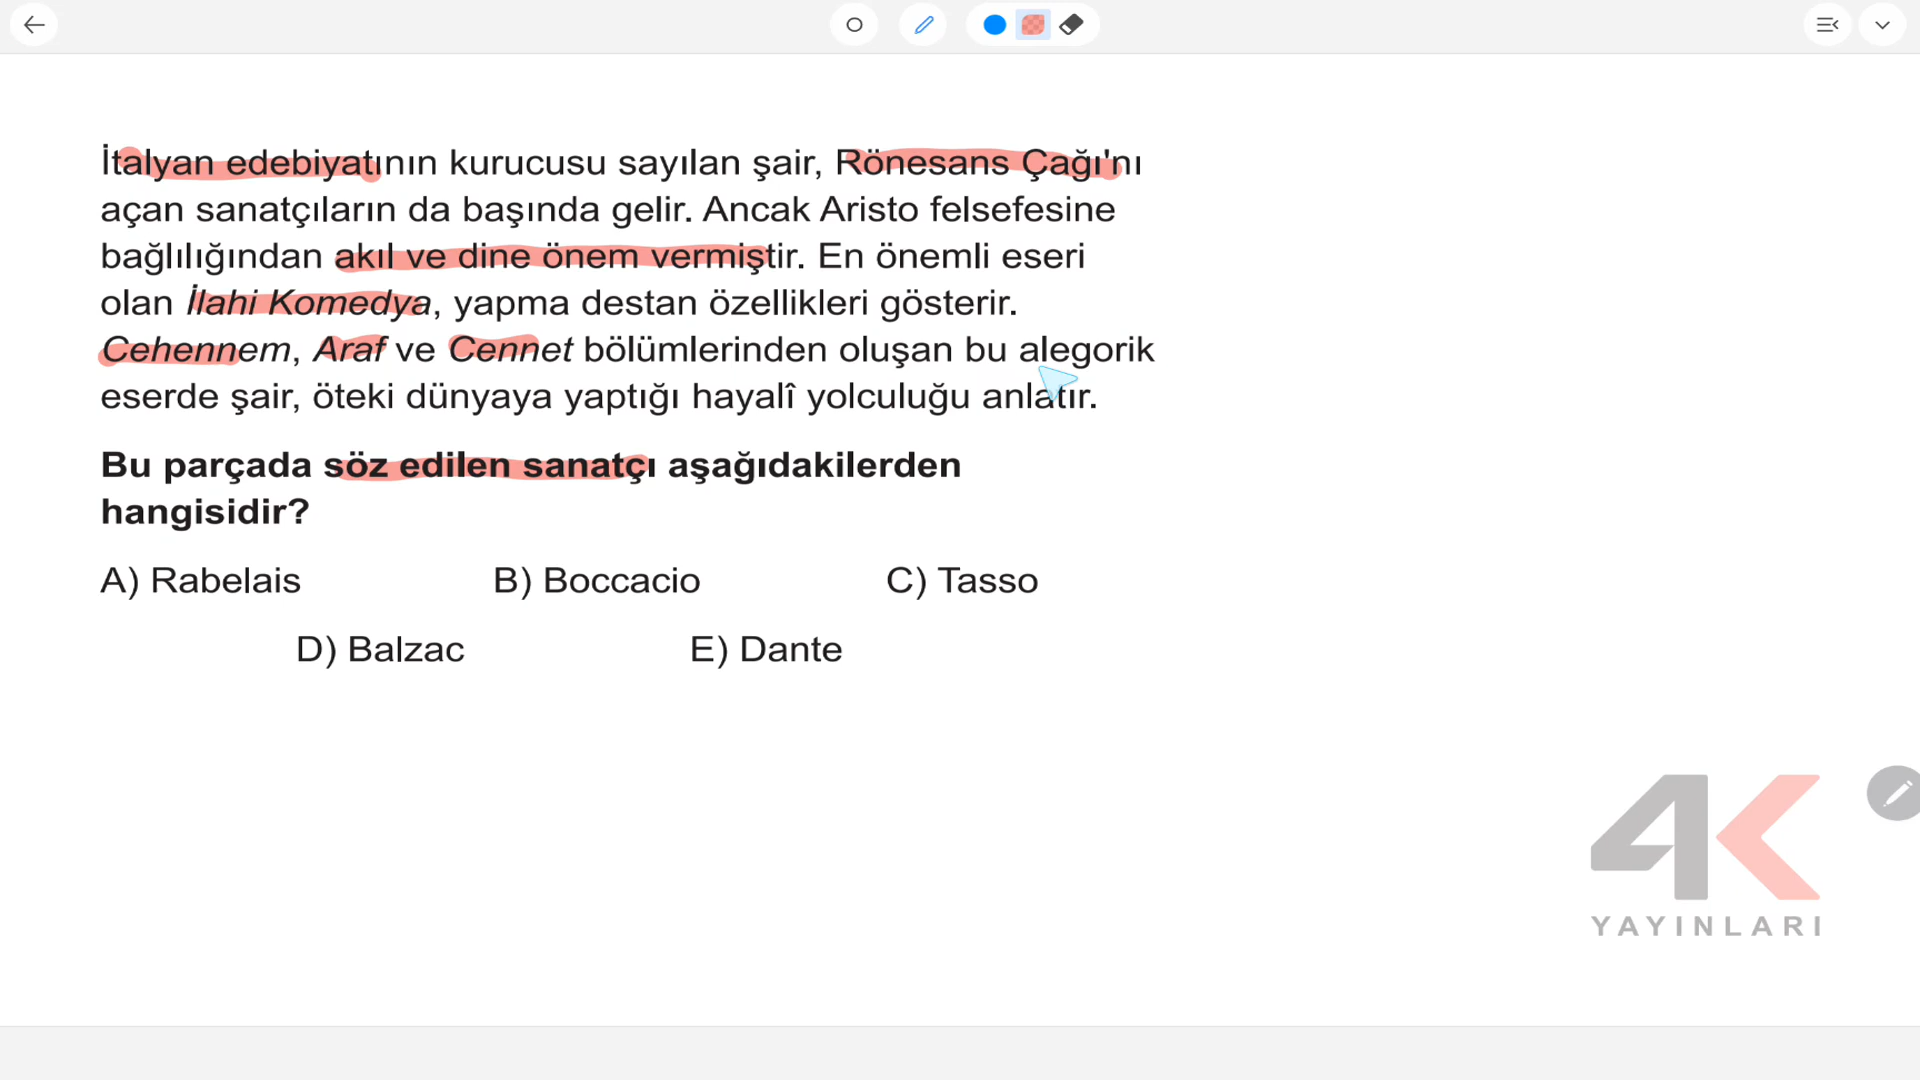 İtalyan edebiyatının kurucusu sayılan şair, Rönesans Çağı'nı
açan sanatçıların da başında gelir. Ancak Aristo felsefesine
bağlılığından akıl ve dine önem vermiştir. En önemli eseri
olan İlahi Komedya, yapma destan özellikleri gösterir.
Cehennem, Araf ve Cennet bölümlerinden oluşan bu alegorik
eserde şair, öteki dünyaya yaptığı hayalî yolculuğu anlatır.
Bu parçada söz edilen sanatçı aşağıdakilerden
hangisidir?
A) Rabelais B) Boccacio C) Tasso
D) Balzac E) Dante
4K
YAYINLARI